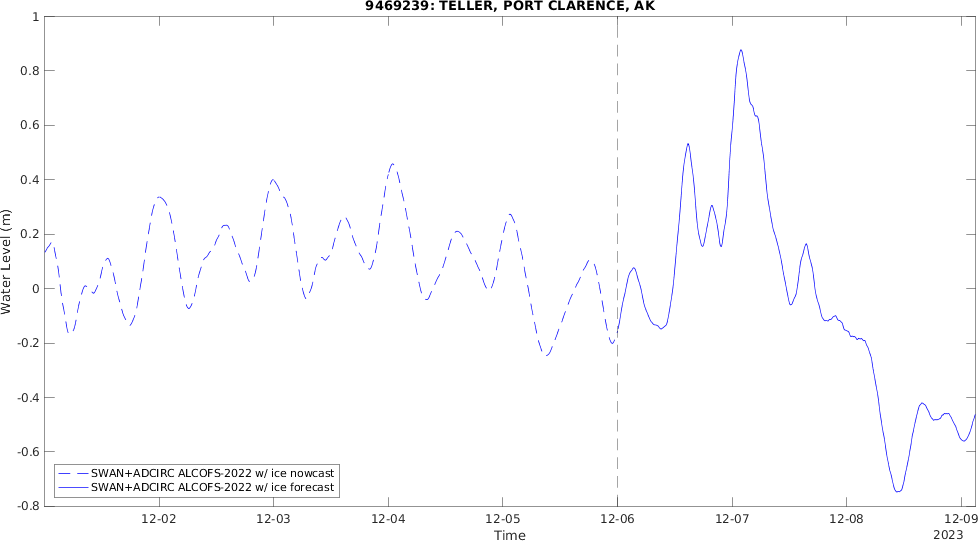 9469239: TELLER, PORT CLARENCE, AK
Water Level (m)
1
0.8
0.6
0.4
0.2
0
-0.2
-0.4
-0.6
-0.8
SWAN+ADCIRC ALCOFS-2022 w/ ice nowcast
SWAN+ADCIRC ALCOFS-2022 w/ ice forecast
12-02 12-03 12-04 12-05 12-06 12-07 12-08 12-09
Time
2023